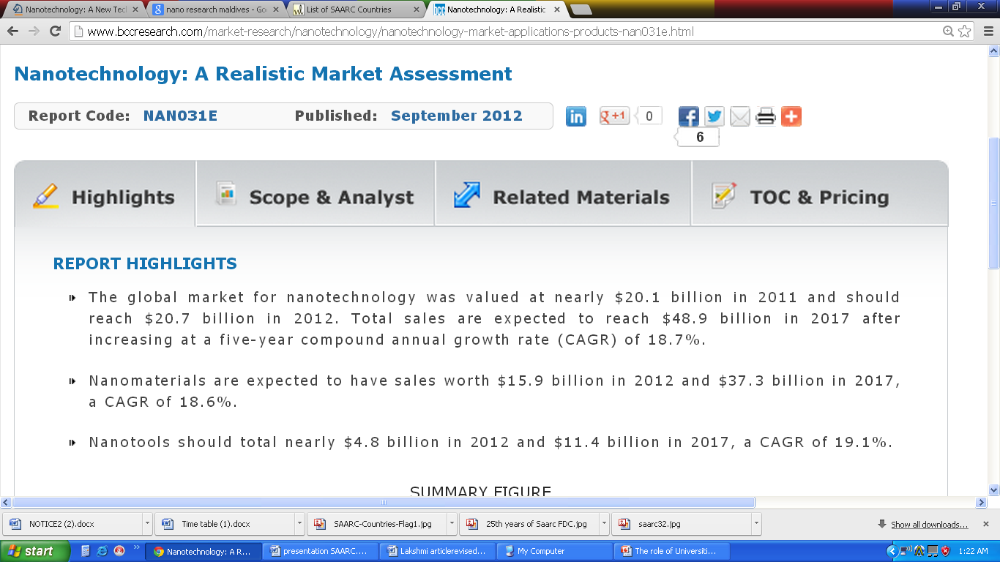 Nanotechnology: A New Tech
nano research maldives - Goo
List of SAARC Countries
Nanotechnology: A Realistic
www.bccresearch.com/market-research/nanotechnology/nanotechnology-market-applications-products-nan031e.html
Nanotechnology: A Realistic Market Assessment
Report Code: NAN031E Published: September 2012
in
g +1 0
f
6
Highlights
Scope & Analyst
Related Materials
TOC & Pricing
REPORT HIGHLIGHTS
The global market for nanotechnology was valued at nearly $20.1 billion in 2011 and should
reach $20.7 billion in 2012. Total sales are expected to reach $48.9 billion in 2017 after
increasing at a five-year compound annual growth rate (CAGR) of 18.7%.
Nanomaterials are expected to have sales worth $15.9 billion in 2012 and $37.3 billion in 2017,
a CAGR of 18.6%.
Nanotools should total nearly $4.8 billion in 2012 and $11.4 billion in 2017, a CAGR of 19.1%.
SUMMARY FIGURE
NOTICE2 (2).docx
Time table (1).docx
SAARC-Countries-Flag1.jpg
25th years of Saarc FDC.jpg
saarc32.jpg
Show all downloads...
start
Nanotechnology: A R...
presentation SAARC....
Lakshmi articlerevised...
My Computer
The role of Universiti...
1:22 AM